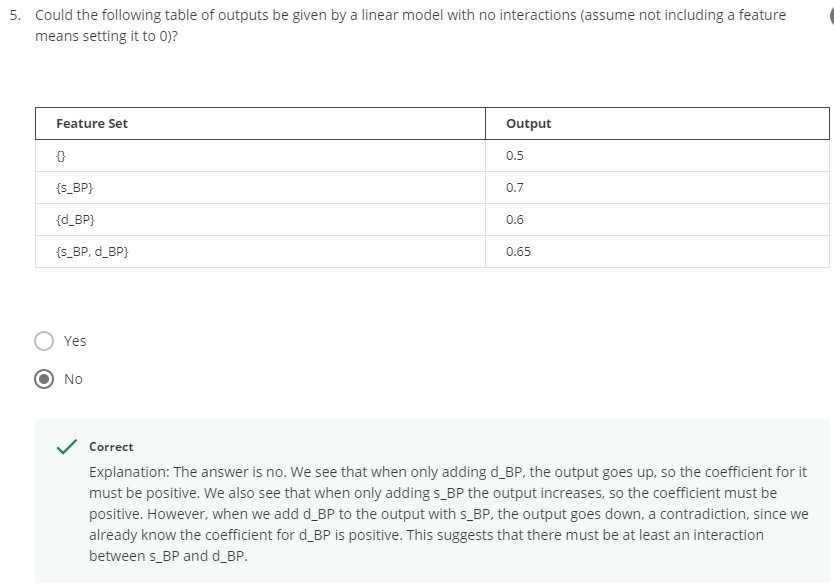 5. Could the following table of outputs be given by a linear model with no interactions (assume not including a feature
means setting it to 0)?
Feature Set Output
{} 0.5
{s_BP} 0.7
{d_BP} 0.6
{s_BP, d_BP} 0.65
Yes
No
Correct
Explanation: The answer is no. We see that when only adding d_BP, the output goes up, so the coefficient for it
must be positive. We also see that when only adding s_BP the output increases, so the coefficient must be
positive. However, when we add d_BP to the output with s_BP, the output goes down, a contradiction, since we
already know the coefficient for d_BP is positive. This suggests that there must be at least an interaction
between s_BP and d_BP.